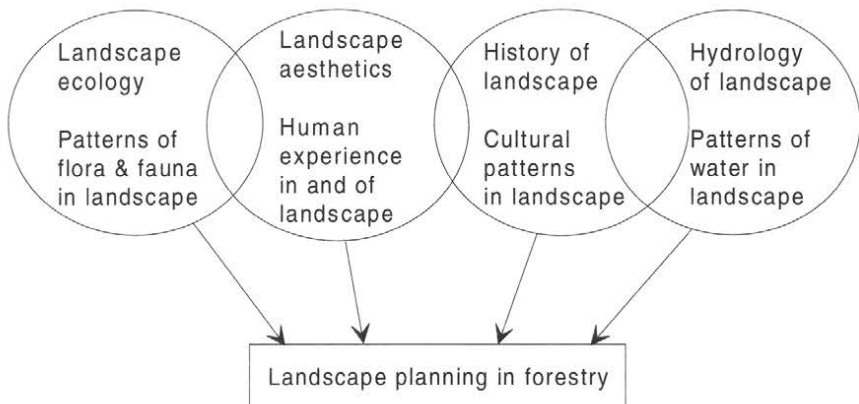 Landscape
ecology
Patterns of
flora & fauna
in landscape
Landscape
aesthetics
Human
experience
in and of
landscape
History of
landscape
Cultural
patterns
in landscape
Hydrology
of landscape
Patterns of
water in
landscape
Landscape planning in forestry